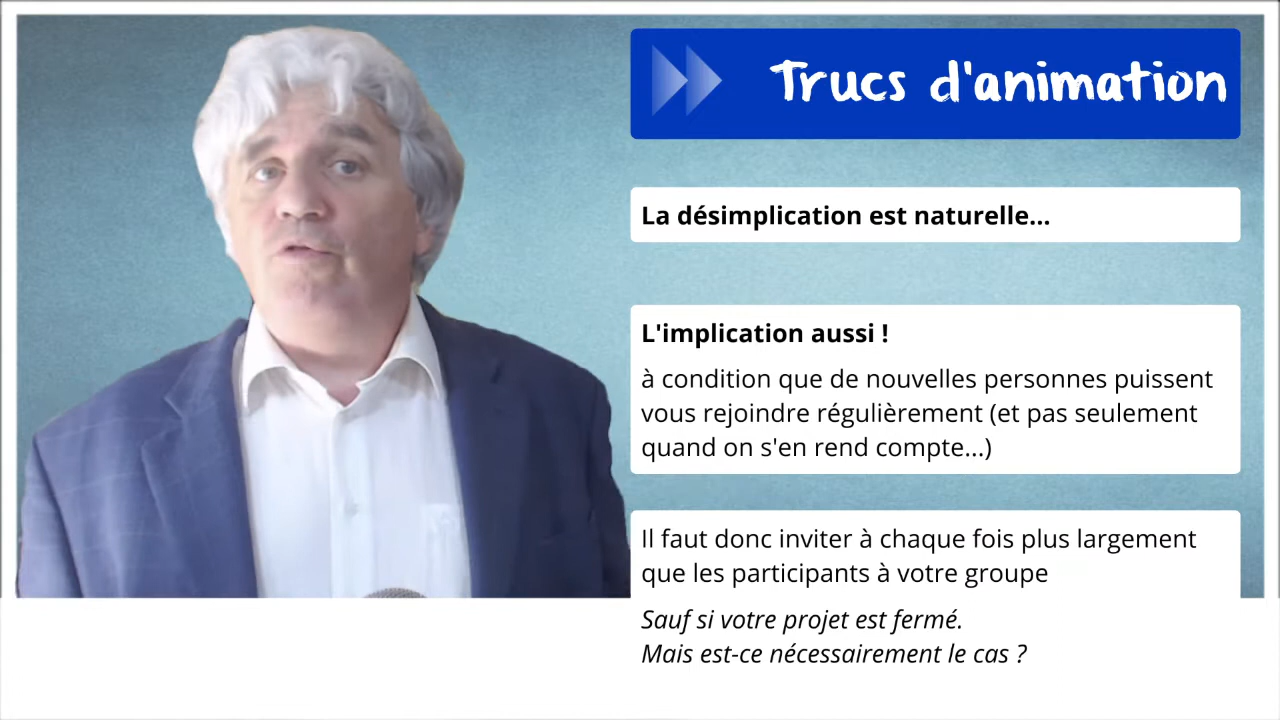 Trucs d'animation
La désimplication est naturelle...
L'implication aussi !
à condition que de nouvelles personnes puissent
vous rejoindre régulièrement (et pas seulement
quand on s'en rend compte...)
Il faut donc inviter à chaque fois plus largement
que les participants à votre groupe
Sauf si votre projet est fermé.
Mais est-ce nécessairement le cas ?